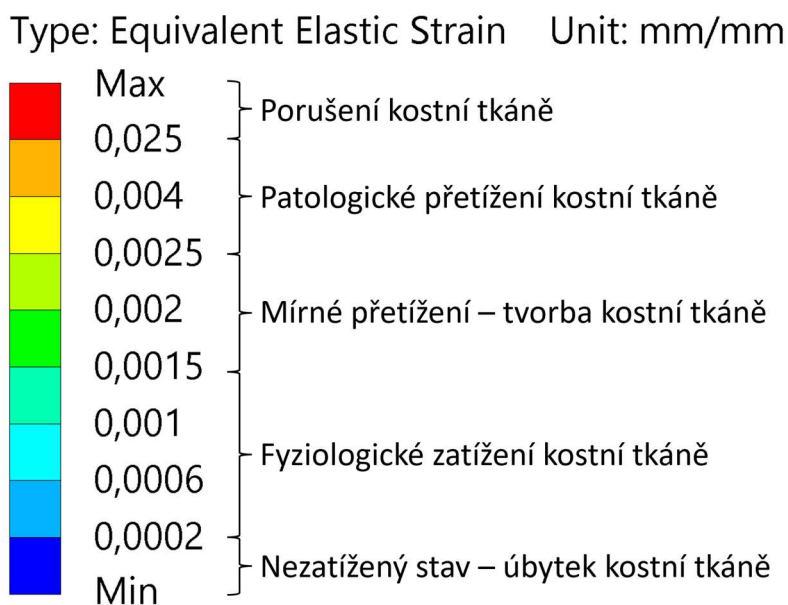 Type: Equivalent Elastic Strain Unit: mm/mm
Max
Porušení kostní tkáně
0,025
0,004
Patologické přetížení kostní tkáně
0,0025
0,002
Mírné přetížení – tvorba kostní tkáně
0,0015
0,001
Fyziologické zatížení kostní tkáně
0,0006
0,0002
Nezatížený stav – úbytek kostní tkáně
Min